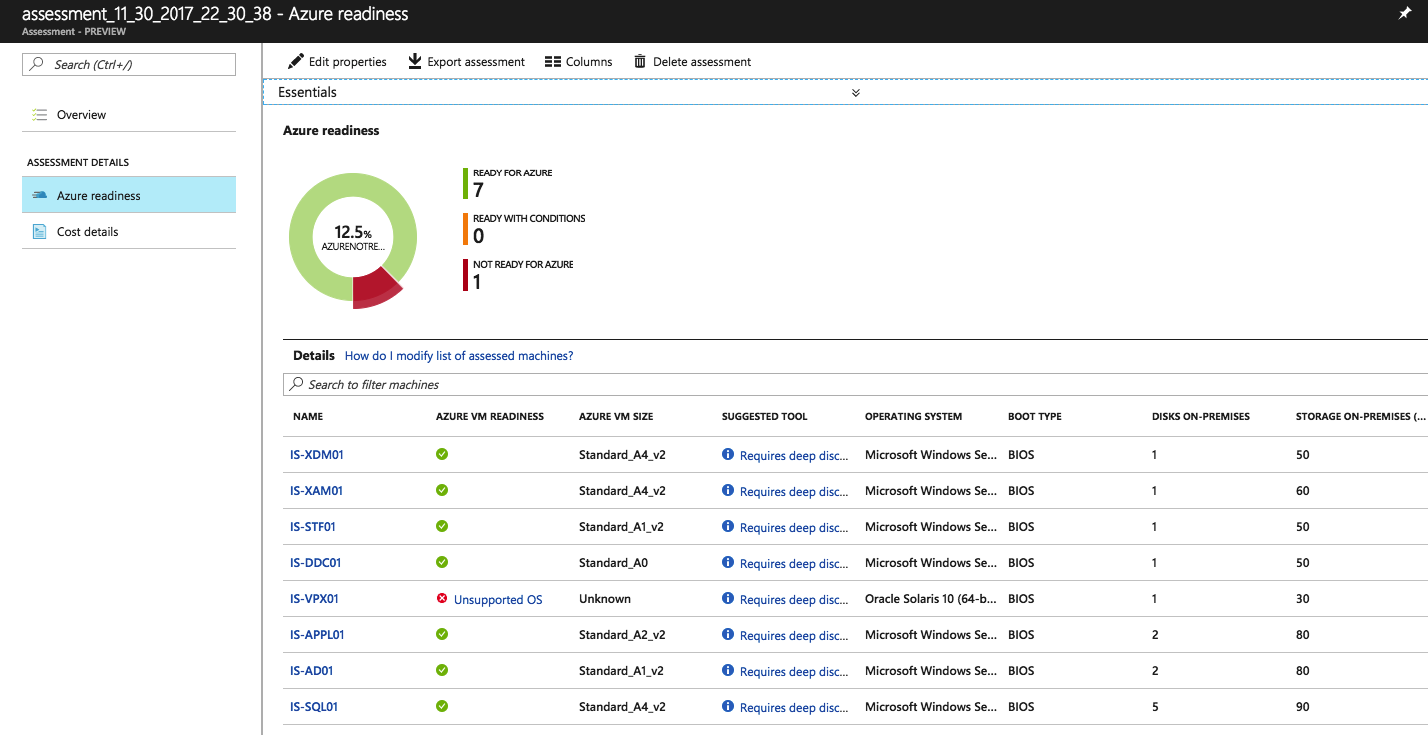 assessment_11_30_2017_22_30_38 - Azure readiness
Assessment - PREVIEW
Search (Ctrl+/)
Overview
ASSESSMENT DETAILS
Azure readiness
Cost details
Edit properties Export assessment Columns Delete assessment
Essentials
Azure readiness
12.5%
AZURENOTRE...
READY FOR AZURE
7
READY WITH CONDITIONS
0
NOT READY FOR AZURE
1
Details How do I modify list of assessed machines?
Search to filter machines
NAME AZURE VM READINESS AZURE VM SIZE SUGGESTED TOOL OPERATING SYSTEM BOOT TYPE DISKS ON-PREMISES STORAGE ON-PREMISES (...
IS-XDM01 Standard_A4_v2 Requires deep disc... Microsoft Windows Se... BIOS 1 50
IS-XAM01 Standard_A4_v2 Requires deep disc... Microsoft Windows Se... BIOS 1 60
IS-STF01 Standard_A1_v2 Requires deep disc... Microsoft Windows Se... BIOS 1 50
IS-DDC01 Standard_A0 Requires deep disc... Microsoft Windows Se... BIOS 1 50
IS-VPX01 Unsupported OS Unknown Requires deep disc... Oracle Solaris 10 (64-b... BIOS 1 30
IS-APPL01 Standard_A2_v2 Requires deep disc... Microsoft Windows Se... BIOS 2 80
IS-AD01 Standard_A1_v2 Requires deep disc... Microsoft Windows Se... BIOS 2 80
IS-SQL01 Standard_A4_v2 Requires deep disc... Microsoft Windows Se... BIOS 5 90